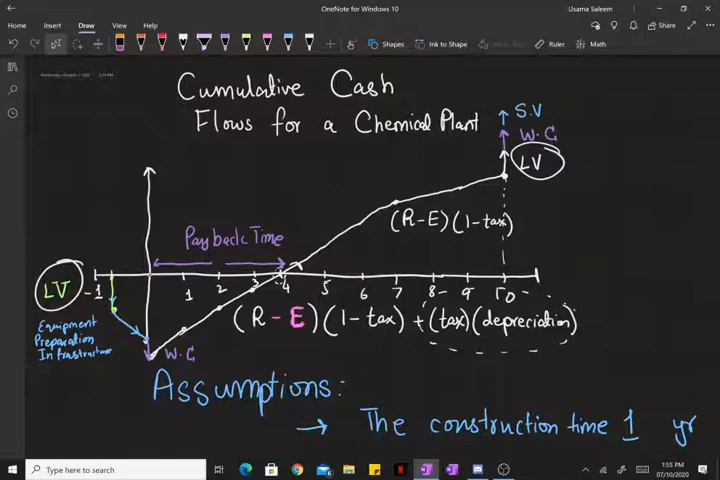 OneNote for Windows 10
Usama Saleem
Home Insert Draw View Help
Share
Shapes Ink to Shape Ink to Text Ruler Math
Cumulative Cash
Flows for a Chemical Plant
S.V
W.C
LV
(R-E)(1-tax)
Payback Time
LV
-1 1 2 3 4 5 6 7 8 9 10
(R - E)(1-tax) + (tax)(depreciation)
Equipment
Preparation
Infrastructure
W.C
Assumptions:
→ The construction time 1 yr
Type here to search
1:55 PM
07/10/2020